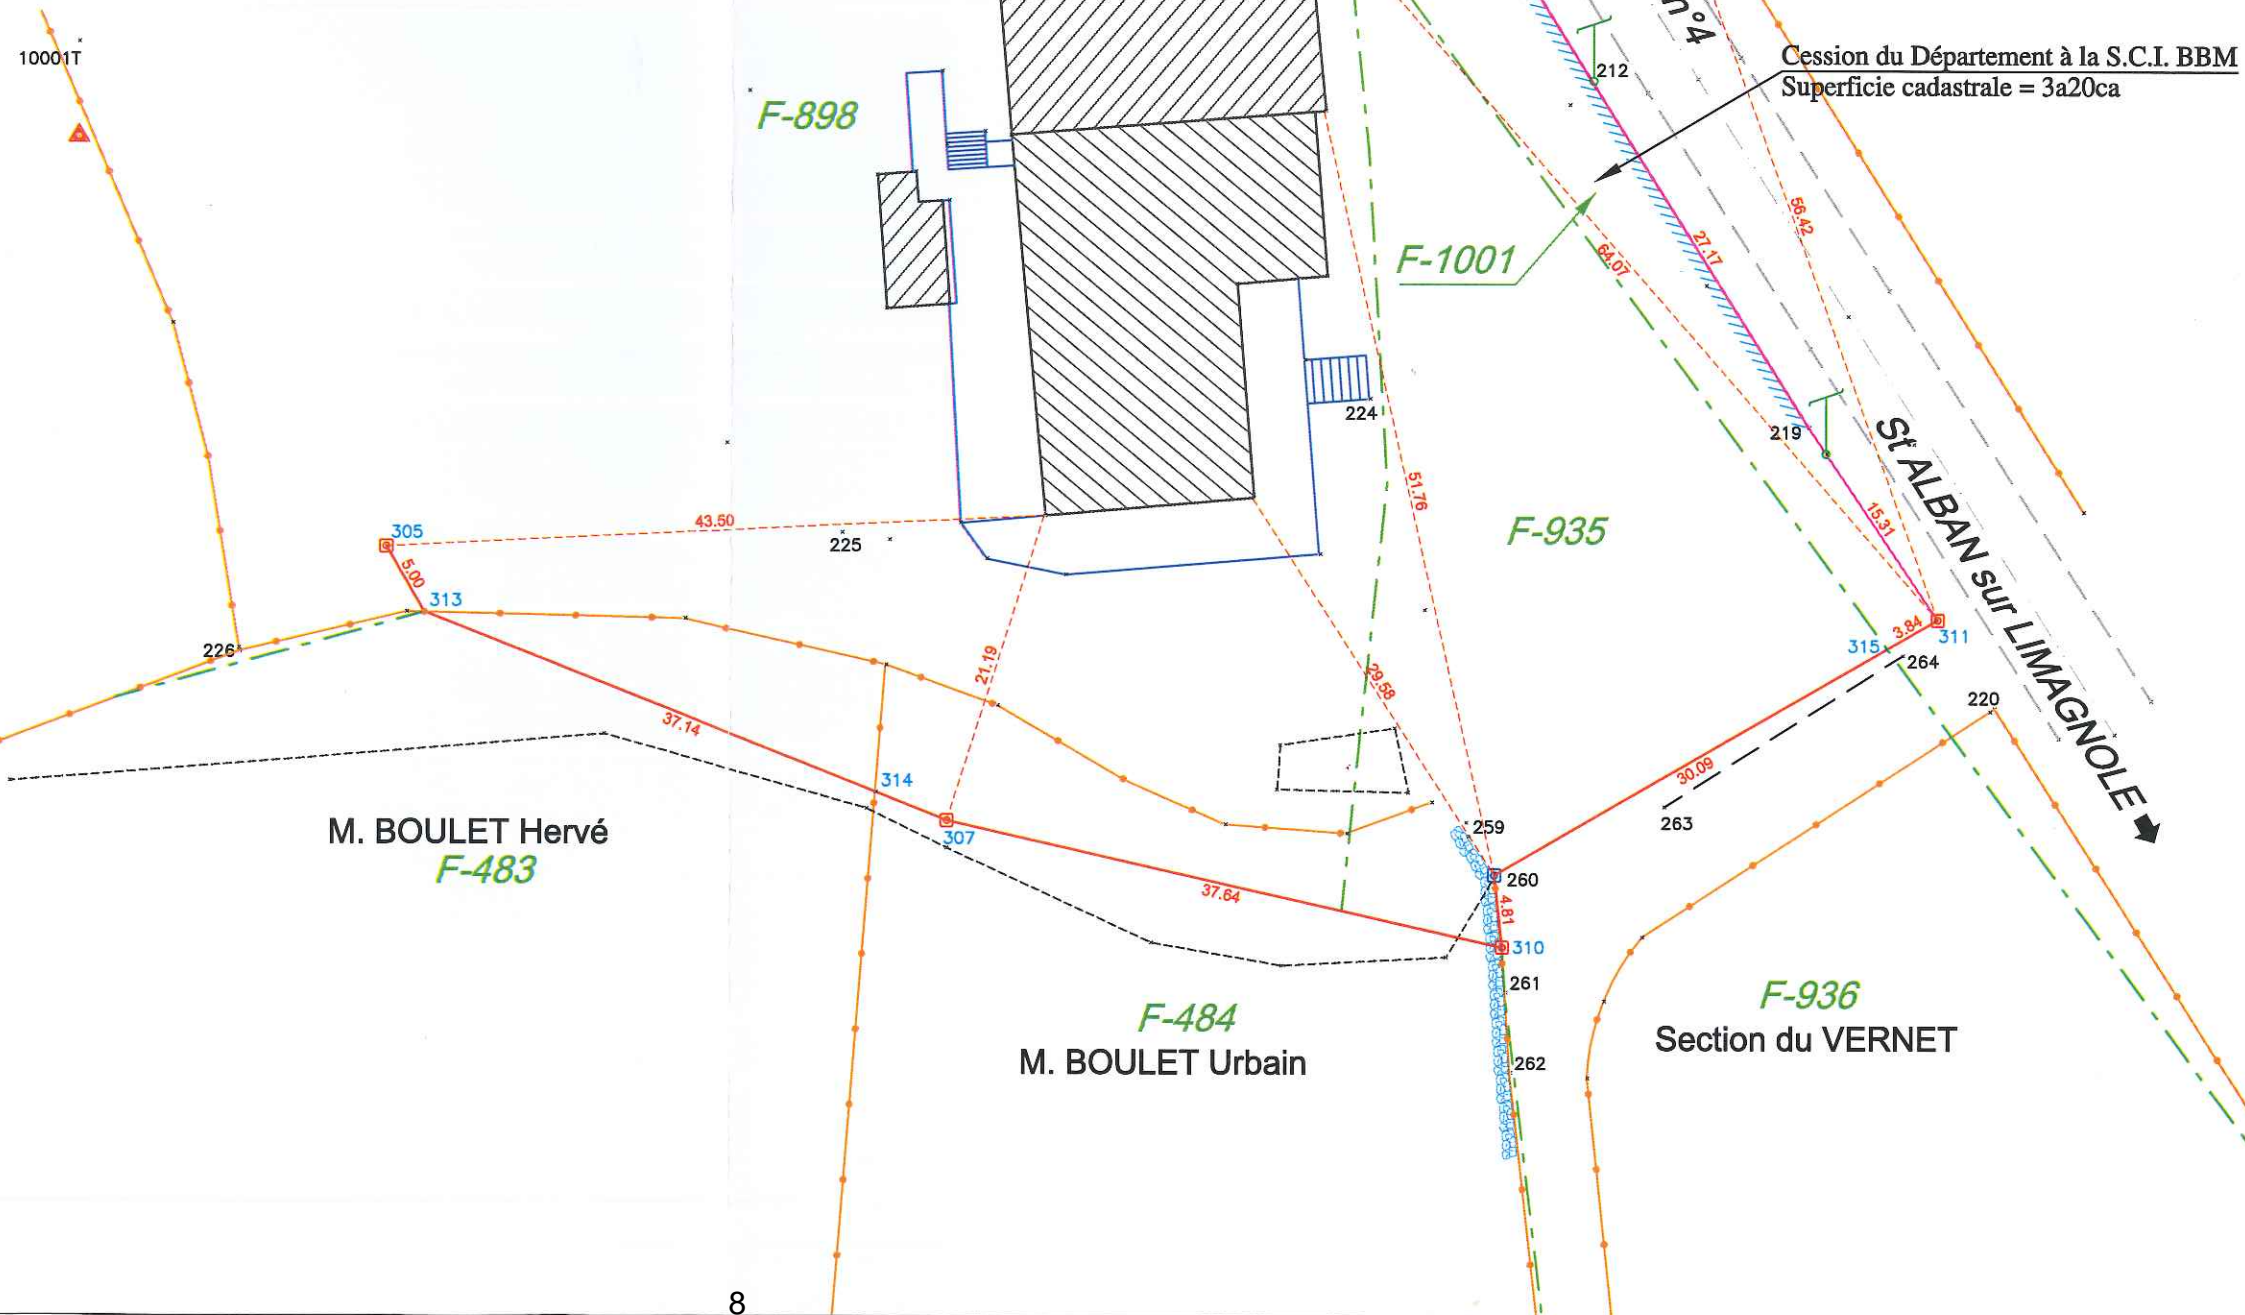 n°4
Cession du Département à la S.C.I. BBM
Superficie cadastrale = 3a20ca
10001T
212
F-898
56.42
27.17
F-1001
64.07
224
219
St ALBAN sur LIMAGNOLE
51.76
15.31
43.50
305
225
F-935
5.00
313
3.84
311
315
264
226
21.19
29.58
220
37.14
314
30.09
M. BOULET Hervé
F-483
307
259
263
260
37.64
4.81
310
261
F-484
M. BOULET Urbain
F-936
Section du VERNET
262
8